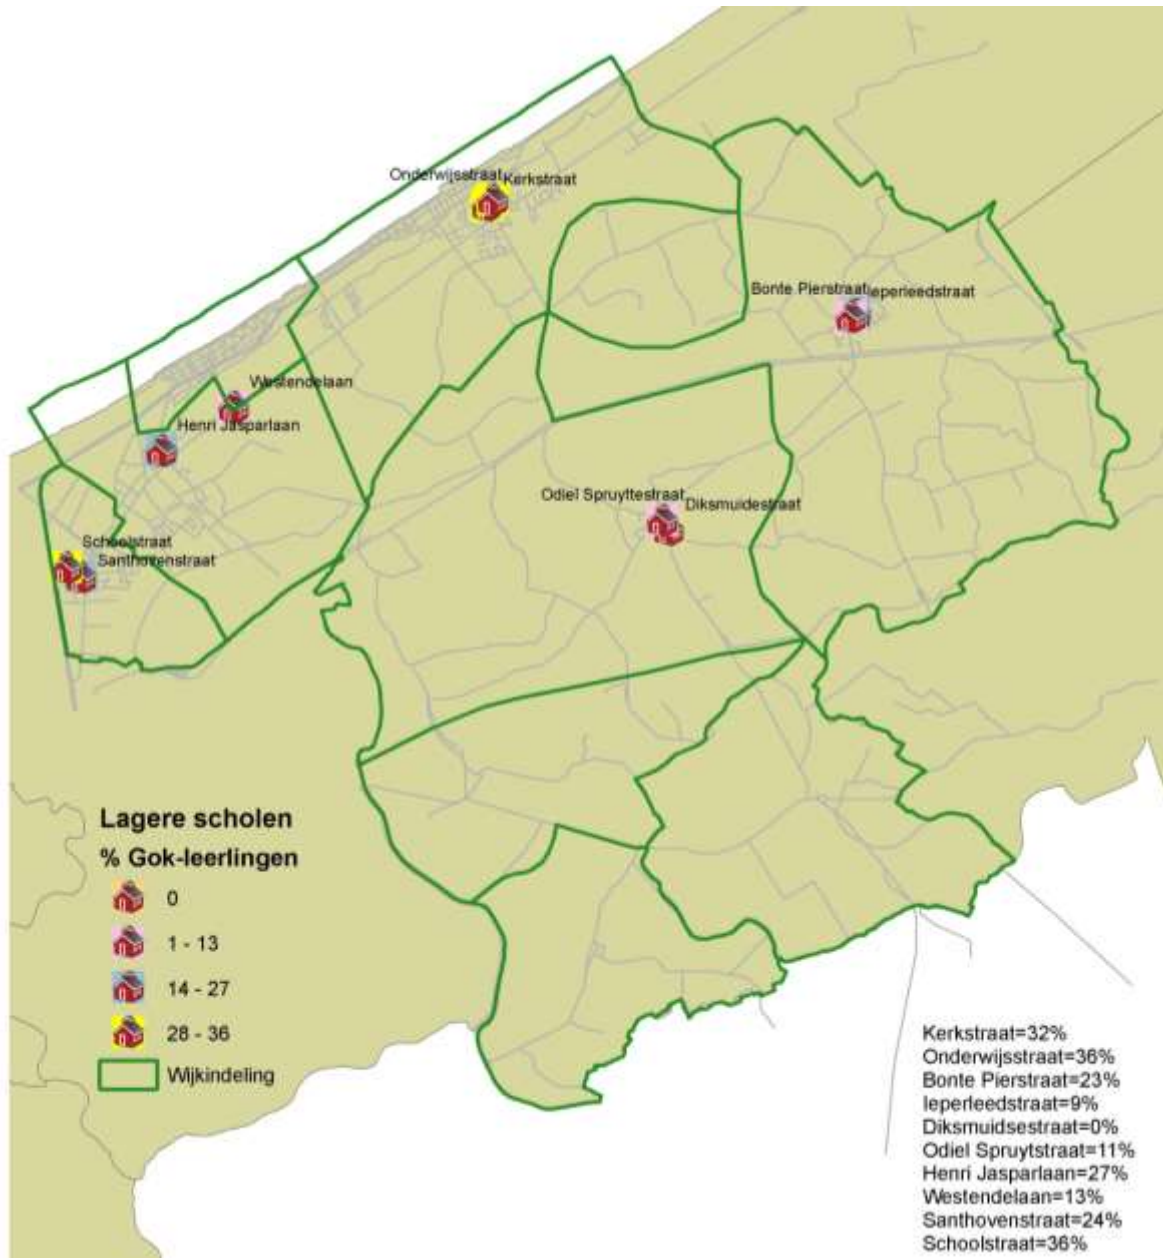 Onderwijsstraat Kerkstraat
Bonte Pierstraat Ieperleedstraat
Westendelaan
Henri Jasparlaan
Odiel Spruyttestraat Diksmuidestraat
Schoolstraat
Santhovenstraat
Lagere scholen
% Gok-leerlingen
0
1 - 13
14 - 27
28 - 36
Wijkindeling
Kerkstraat=32%
Onderwijsstraat=36%
Bonte Pierstraat=23%
Ieperleedstraat=9%
Diksmuidsestraat=0%
Odiel Spruytstraat=11%
Henri Jasparlaan=27%
Westendelaan=13%
Santhovenstraat=24%
Schoolstraat=36%